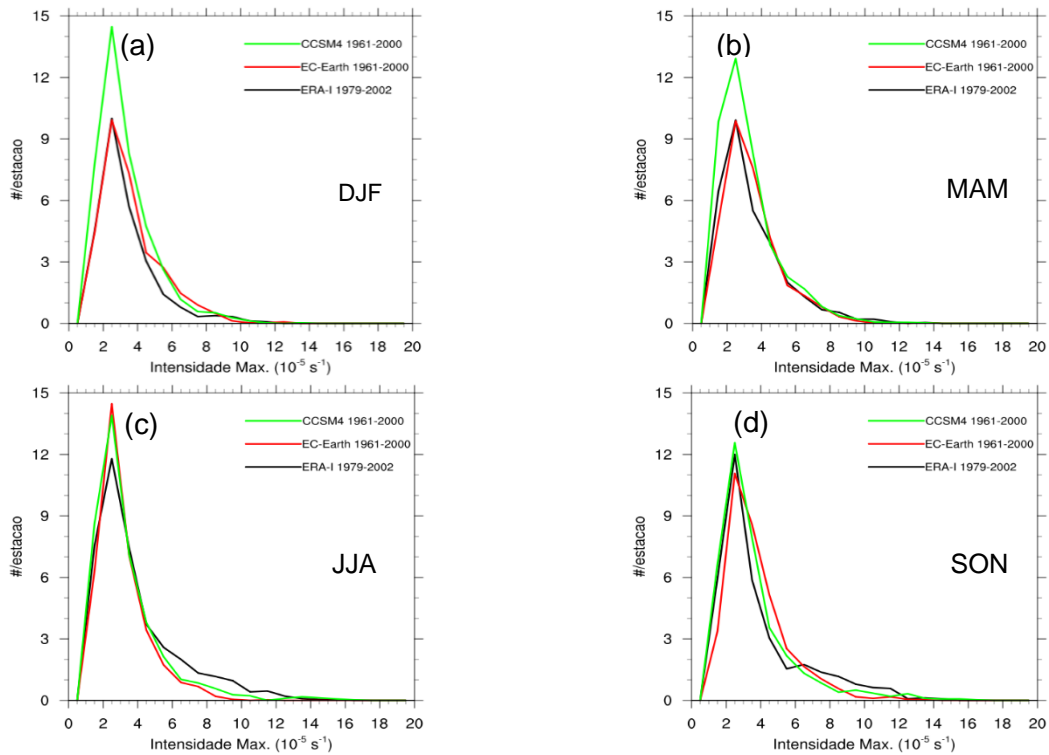 (a)
CCSM4 1961-2000
EC-Earth 1961-2000
ERA-I 1979-2002
DJF
#/estacao
15
12
9
6
3
0
0 2 4 6 8 10 12 14 16 18 20
Intensidade Max. (10⁻⁵ s⁻¹)
(b)
CCSM4 1961-2000
EC-Earth 1961-2000
ERA-I 1979-2002
MAM
#/estacao
15
12
9
6
3
0
0 2 4 6 8 10 12 14 16 18 20
Intensidade Max. (10⁻⁵ s⁻¹)
(c)
CCSM4 1961-2000
EC-Earth 1961-2000
ERA-I 1979-2002
JJA
#/estacao
15
12
9
6
3
0
0 2 4 6 8 10 12 14 16 18 20
Intensidade Max. (10⁻⁵ s⁻¹)
(d)
CCSM4 1961-2000
EC-Earth 1961-2000
ERA-I 1979-2002
SON
#/estacao
15
12
9
6
3
0
0 2 4 6 8 10 12 14 16 18 20
Intensidade Max. (10⁻⁵ s⁻¹)